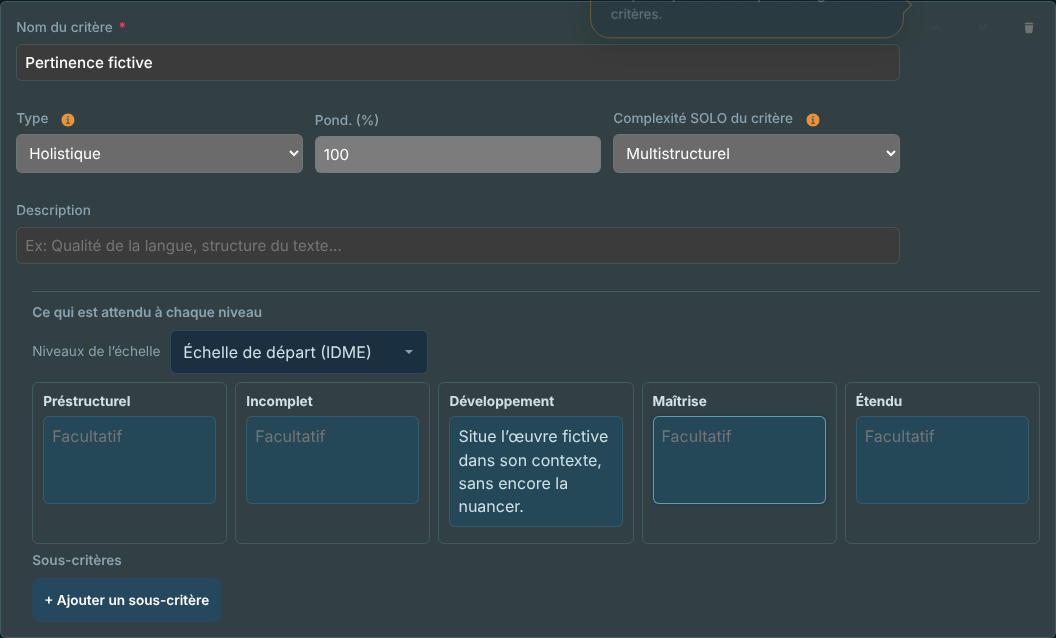 critères.
Nom du critère *
Pertinence fictive
Type
Pond. (%)
Complexité SOLO du critère
Holistique
100
Multistructurel
Description
Ex: Qualité de la langue, structure du texte...
Ce qui est attendu à chaque niveau
Niveaux de l’échelle
Échelle de départ (IDME)
Préstructurel
Incomplet
Développement
Maîtrise
Étendu
Facultatif
Facultatif
Situe l’œuvre fictive
dans son contexte,
sans encore la
nuancer.
Facultatif
Facultatif
Sous-critères
+ Ajouter un sous-critère